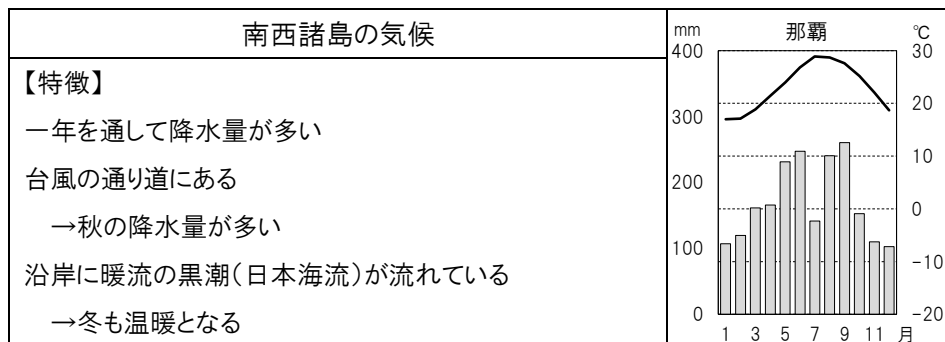 南西諸島の気候
【特徴】
一年を通して降水量が多い
台風の通り道にある
→秋の降水量が多い
沿岸に暖流の黒潮(日本海流)が流れている
→冬も温暖となる
mm 那覇 ℃
400 30
300 20
200 10
100 0
0 -10
-20
1 3 5 7 9 11 月